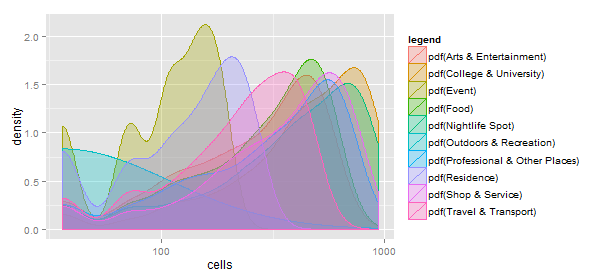 density
2.0
1.5
1.0
0.5
0.0
100
1000
cells
legend
pdf(Arts & Entertainment)
pdf(College & University)
pdf(Event)
pdf(Food)
pdf(Nightlife Spot)
pdf(Outdoors & Recreation)
pdf(Professional & Other Places)
pdf(Residence)
pdf(Shop & Service)
pdf(Travel & Transport)